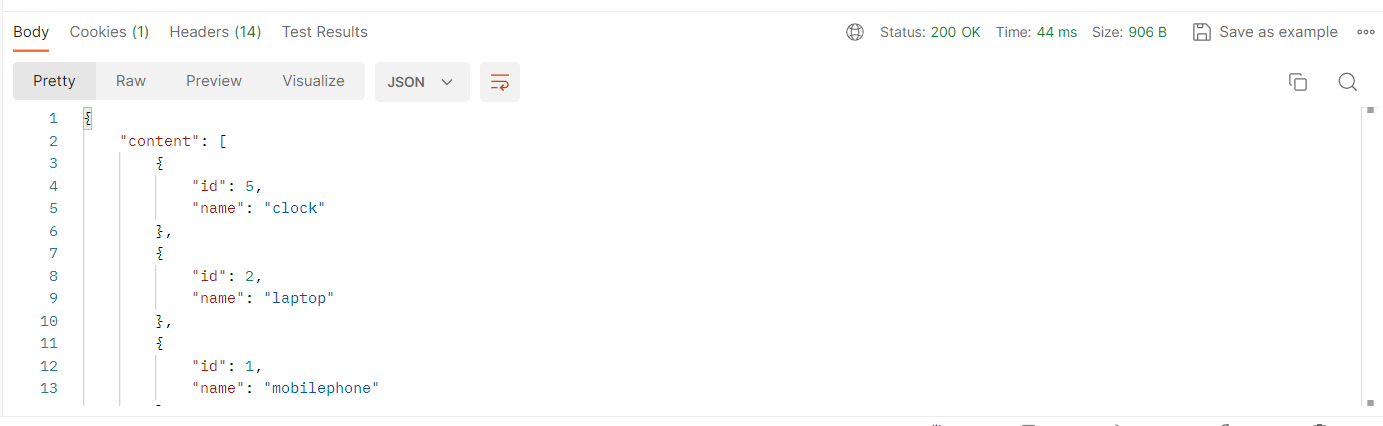 Body Cookies (1) Headers (14) Test Results Status: 200 OK Time: 44 ms Size: 906 B Save as example
Pretty Raw Preview Visualize JSON
1 {
2 "content": [
3 {
4 "id": 5,
5 "name": "clock"
6 },
7 {
8 "id": 2,
9 "name": "laptop"
10 },
11 {
12 "id": 1,
13 "name": "mobilephone"